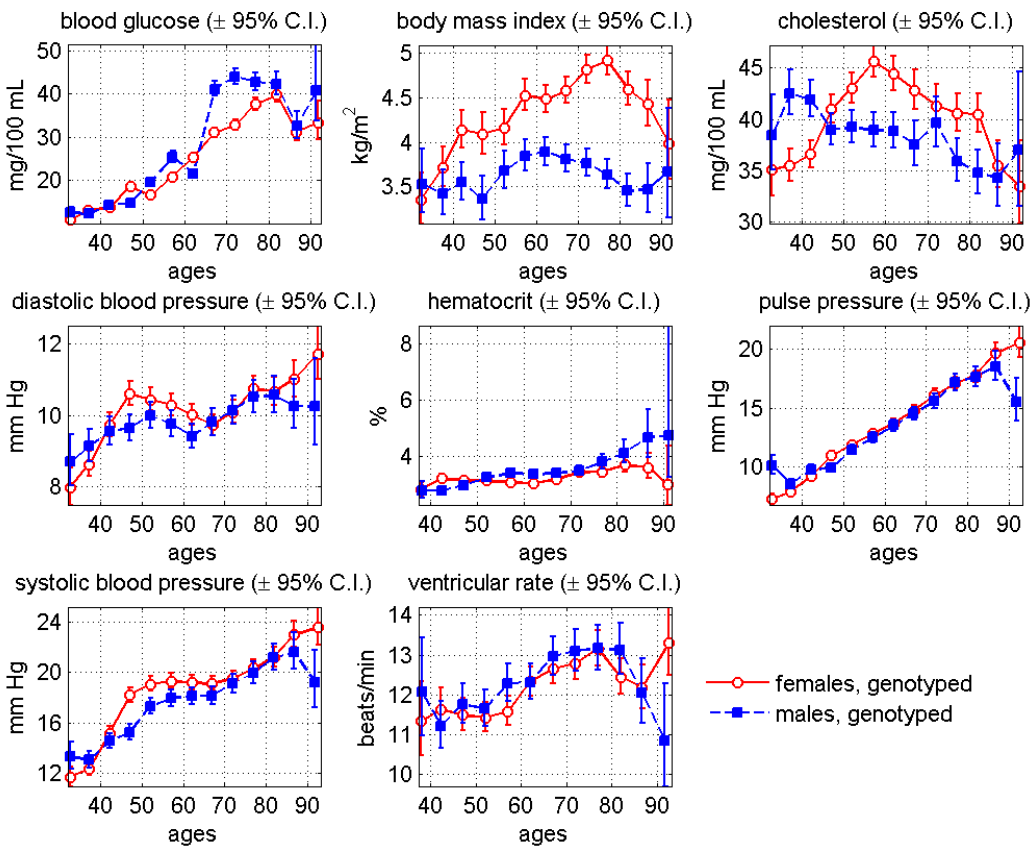 blood glucose (± 95% C.I.)
mg/100 mL
50
40
30
20
40 50 60 70 80 90
ages
body mass index (± 95% C.I.)
kg/m²
5
4.5
4
3.5
40 50 60 70 80 90
ages
cholesterol (± 95% C.I.)
mg/100 mL
45
40
35
30
40 50 60 70 80 90
ages
diastolic blood pressure (± 95% C.I.)
mm Hg
12
10
8
40 50 60 70 80 90
ages
hematocrit (± 95% C.I.)
%
8
6
4
2
40 50 60 70 80 90
ages
pulse pressure (± 95% C.I.)
mm Hg
20
15
10
40 50 60 70 80 90
ages
systolic blood pressure (± 95% C.I.)
mm Hg
24
20
16
12
40 50 60 70 80 90
ages
ventricular rate (± 95% C.I.)
beats/min
14
13
12
11
10
40 50 60 70 80 90
ages
females, genotyped
males, genotyped